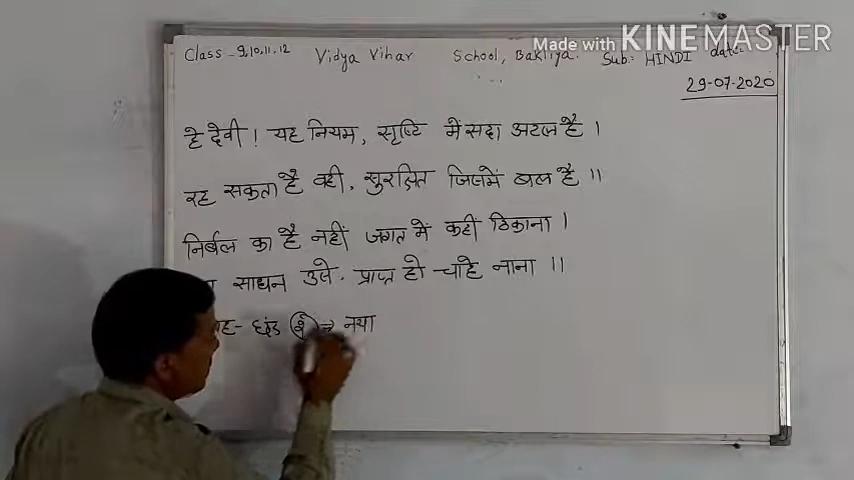 Made with KINEMASTER
Class - 9,10,11,12 Vidya Vihar School, Bakliya. Sub:- HINDI date:-
29-07-2020
हे देवी! यह नियम, सृष्टि में सदा अटल है ।
रह सकता है वही, सुरक्षित जिसमें बल है ।।
निर्बल का है नहीं जगत में कहीं ठिकाना ।
साधन उसे. प्राप्त हो चाहे नाना ।।
छंद नया